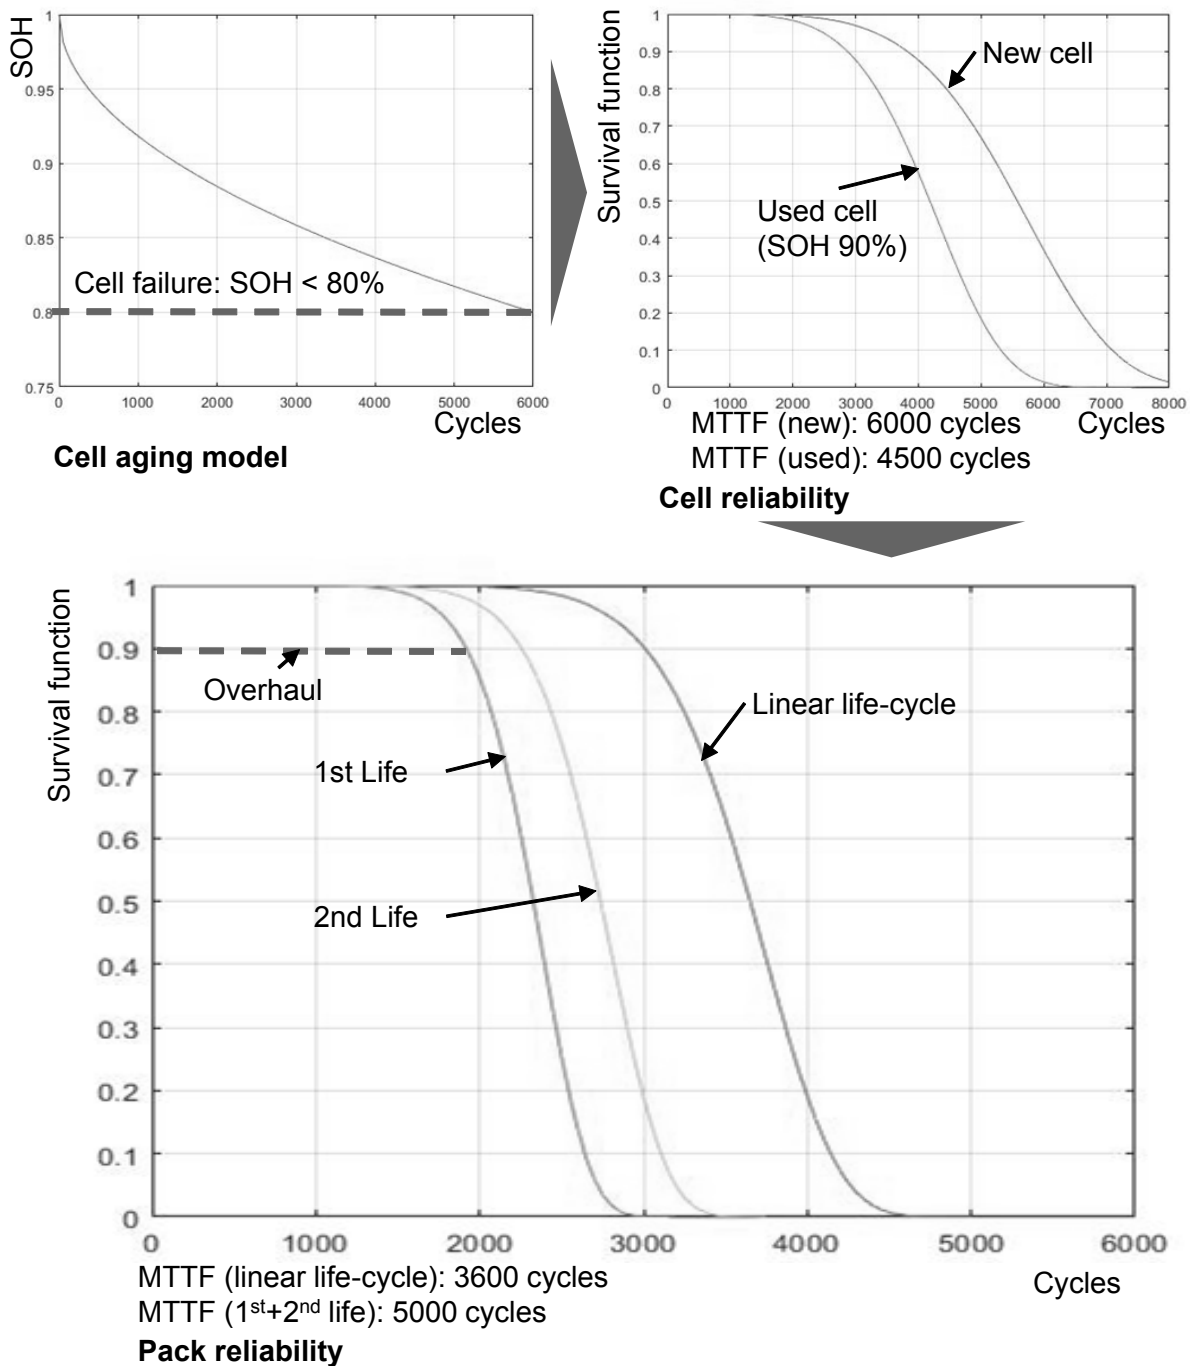 SOH
1
0.95
0.9
0.85
0.8
0.75
Cell failure: SOH < 80%
0 1000 2000 3000 4000 5000 6000
Cycles
Cell aging model
Survival function
1
0.9
0.8
0.7
0.6
0.5
0.4
0.3
0.2
0.1
0
New cell
Used cell
(SOH 90%)
0 1000 2000 3000 4000 5000 6000 7000 8000
MTTF (new): 6000 cycles
Cycles
MTTF (used): 4500 cycles
Cell reliability
Survival function
1
0.9
0.8
0.7
0.6
0.5
0.4
0.3
0.2
0.1
0
Overhaul
Linear life-cycle
1st Life
2nd Life
0 1000 2000 3000 4000 5000 6000
MTTF (linear life-cycle): 3600 cycles
Cycles
MTTF (1st+2nd life): 5000 cycles
Pack reliability